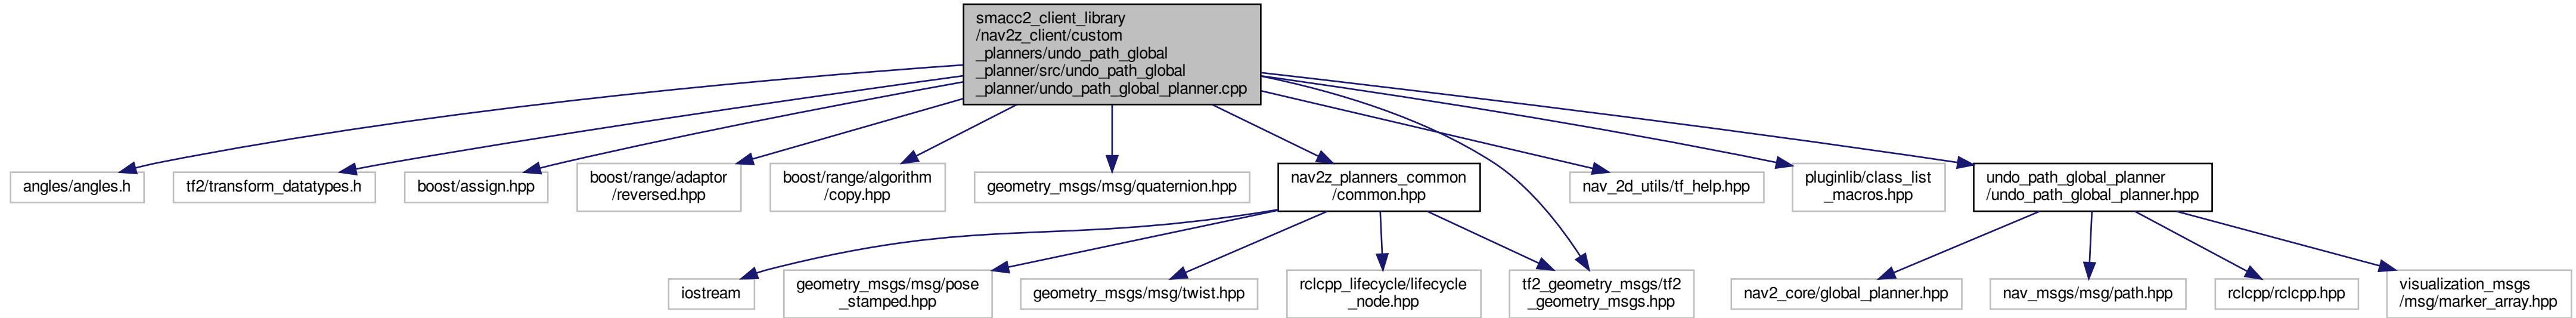 smacc2_client_library
/nav2z_client/custom
_planners/undo_path_global
_planner/src/undo_path_global
_planner/undo_path_global_planner.cpp
angles/angles.h
tf2/transform_datatypes.h
boost/assign.hpp
boost/range/adaptor
/reversed.hpp
boost/range/algorithm
/copy.hpp
geometry_msgs/msg/quaternion.hpp
nav2z_planners_common
/common.hpp
nav_2d_utils/tf_help.hpp
pluginlib/class_list
_macros.hpp
undo_path_global_planner
/undo_path_global_planner.hpp
iostream
geometry_msgs/msg/pose
_stamped.hpp
geometry_msgs/msg/twist.hpp
rclcpp_lifecycle/lifecycle
_node.hpp
tf2_geometry_msgs/tf2
_geometry_msgs.hpp
nav2_core/global_planner.hpp
nav_msgs/msg/path.hpp
rclcpp/rclcpp.hpp
visualization_msgs
/msg/marker_array.hpp